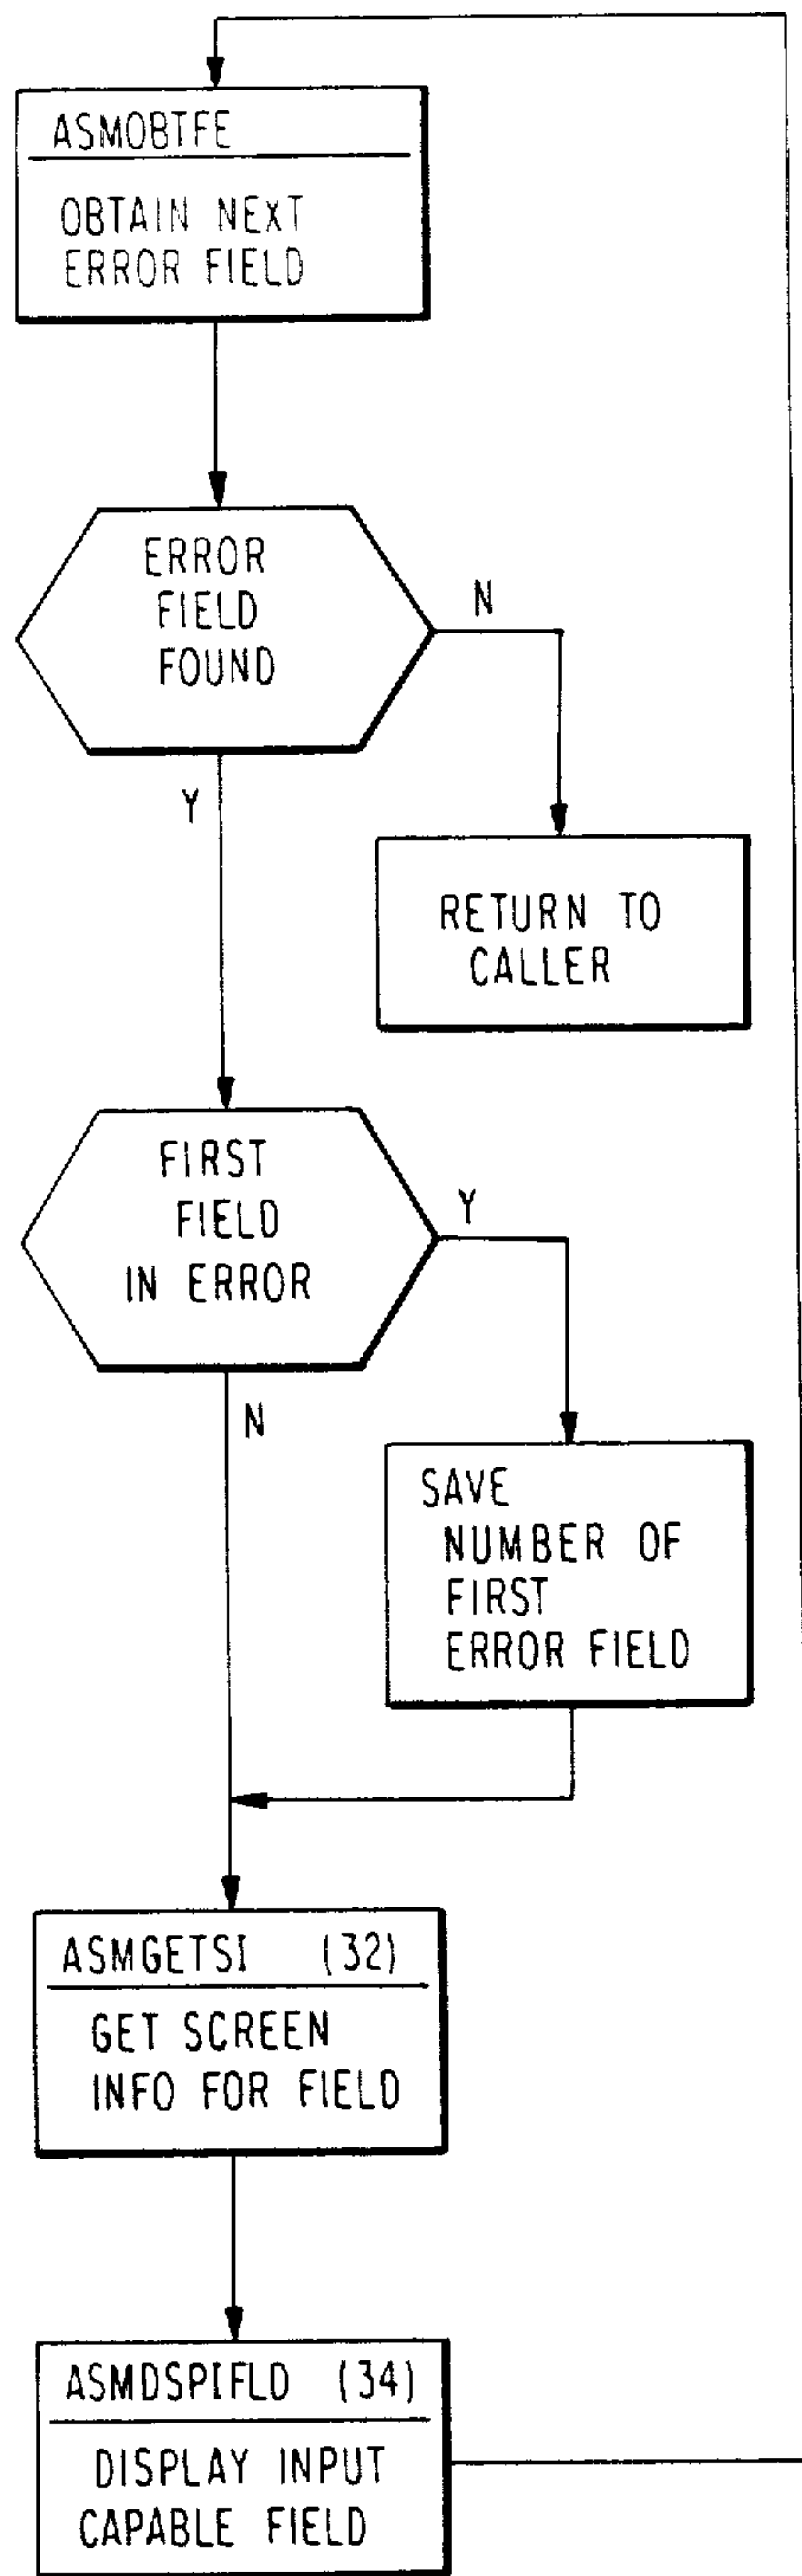 ASMOBTFE
OBTAIN NEXT
ERROR FIELD
ERROR
FIELD
FOUND
N
Y
RETURN TO
CALLER
FIRST
FIELD
IN ERROR
Y
N
SAVE
NUMBER OF
FIRST
ERROR FIELD
ASMGETSI (32)
GET SCREEN
INFO FOR FIELD
ASMDSPIFLD (34)
DISPLAY INPUT
CAPABLE FIELD